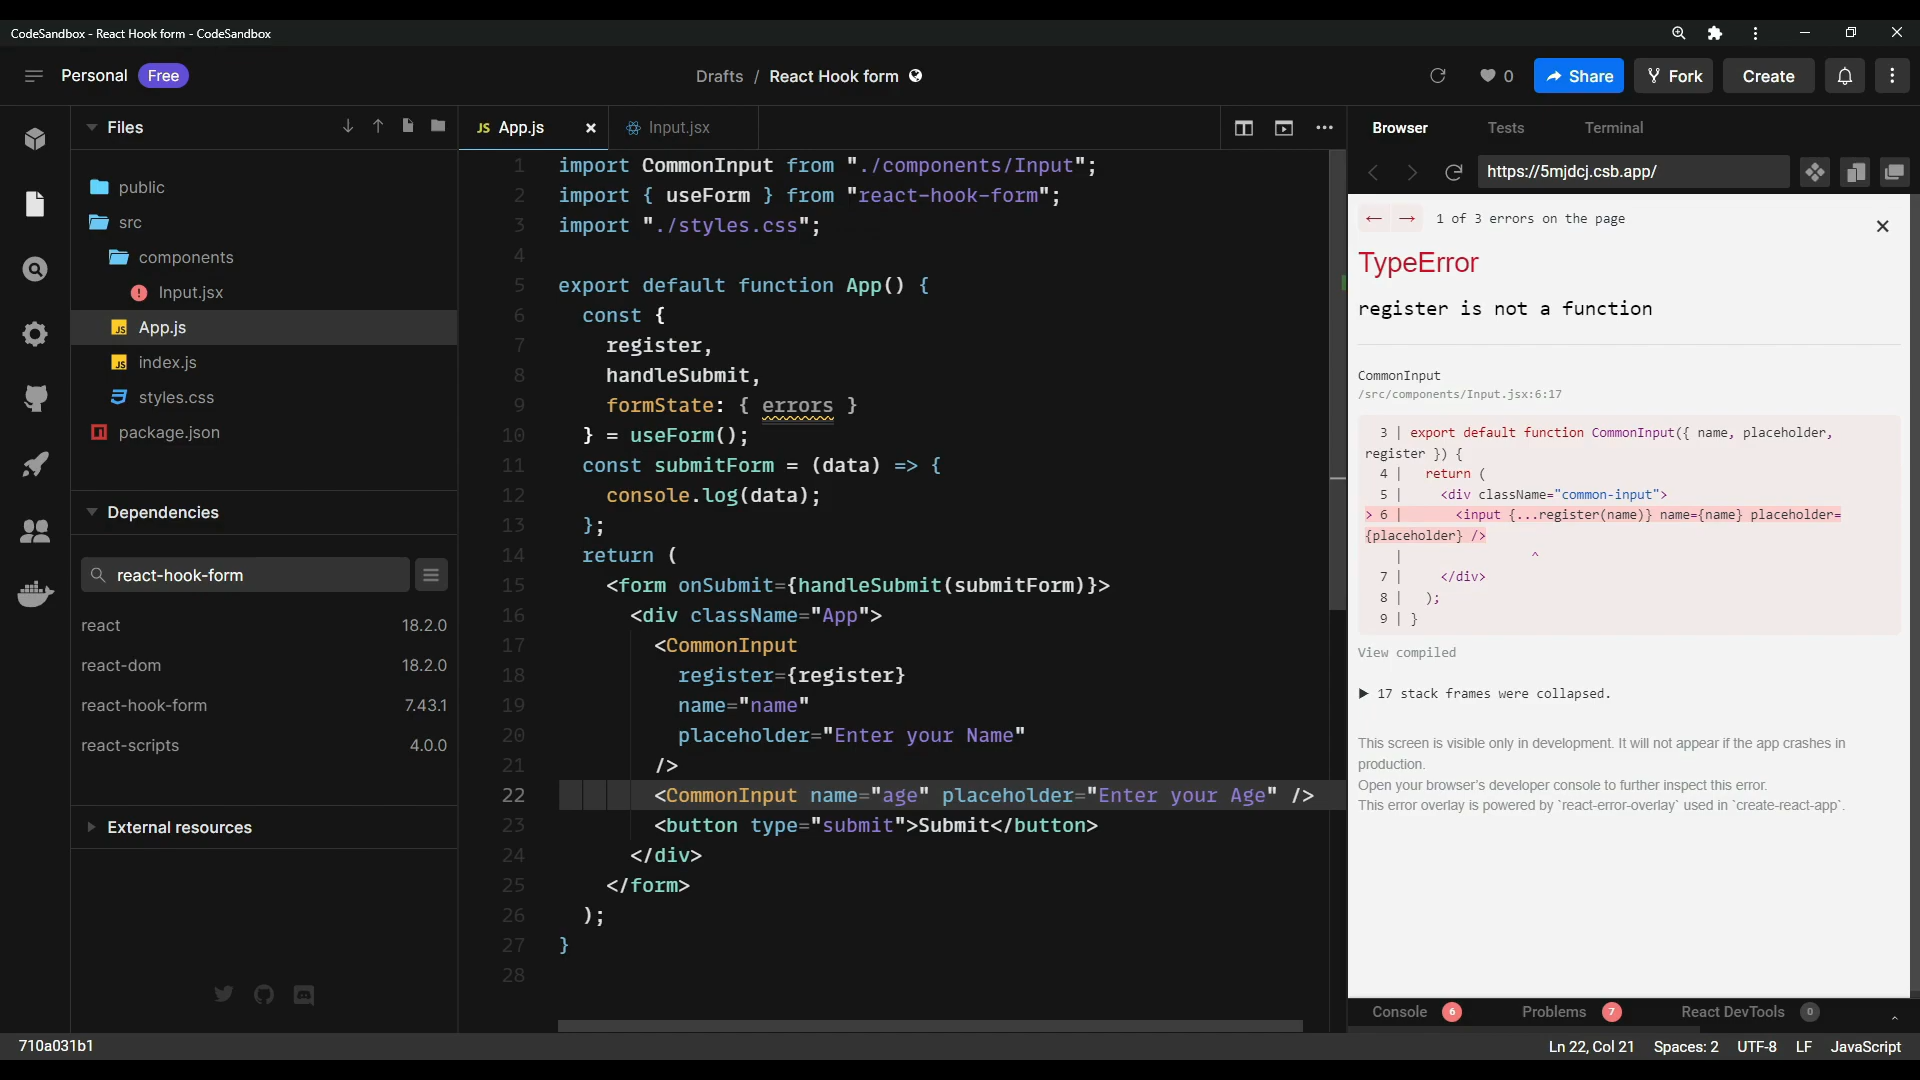 CodeSandbox - React Hook form - CodeSandbox
Personal Free
Drafts / React Hook form
0 Share Fork Create
Files
public
src
components
Input.jsx
JS App.js
JS index.js
styles.css
package.json
Dependencies
react-hook-form
react 18.2.0
react-dom 18.2.0
react-hook-form 7.43.1
react-scripts 4.0.0
External resources
JS App.js
Input.jsx
1 import CommonInput from "./components/Input";
2 import { useForm } from "react-hook-form";
3 import "./styles.css";
4
5 export default function App() {
6 const {
7 register,
8 handleSubmit,
9 formState: { errors }
10 } = useForm();
11 const submitForm = (data) => {
12 console.log(data);
13 };
14 return (
15 <form onSubmit={handleSubmit(submitForm)}>
16 <div className="App">
17 <CommonInput
18 register={register}
19 name="name"
20 placeholder="Enter your Name"
21 />
22 <CommonInput name="age" placeholder="Enter your Age" />
23 <button type="submit">Submit</button>
24 </div>
25 </form>
26 );
27 }
28
Browser Tests Terminal
https://5mjdcj.csb.app/
← → 1 of 3 errors on the page
TypeError
register is not a function
CommonInput
/src/components/Input.jsx:6:17
3 | export default function CommonInput({ name, placeholder,
register }) {
4 | return (
5 | <div className="common-input">
> 6 | <input {...register(name)} name={name} placeholder=
{placeholder} />
| ^
7 | </div>
8 | );
9 | }
View compiled
▶ 17 stack frames were collapsed.
This screen is visible only in development. It will not appear if the app crashes in
production.
Open your browser's developer console to further inspect this error.
This error overlay is powered by `react-error-overlay` used in `create-react-app`.
Console 6 Problems 7 React DevTools 0
710a031b1
Ln 22, Col 21 Spaces: 2 UTF-8 LF JavaScript